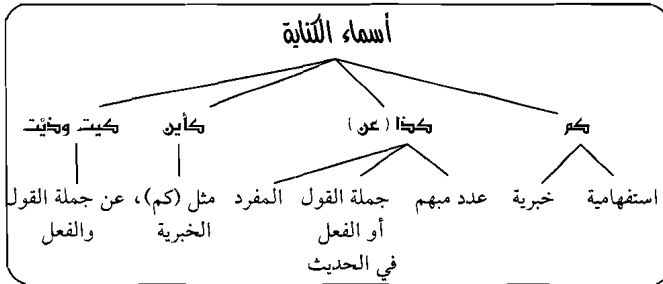 أسماء الكناية
كم كذا (عن) كأين كيت وذيْت
استفهامية خبرية عدد مبهم جملة القول المفرد مثل (كم)، عن جملة القول
أو الفعل الخبرية والفعل
في الحديث